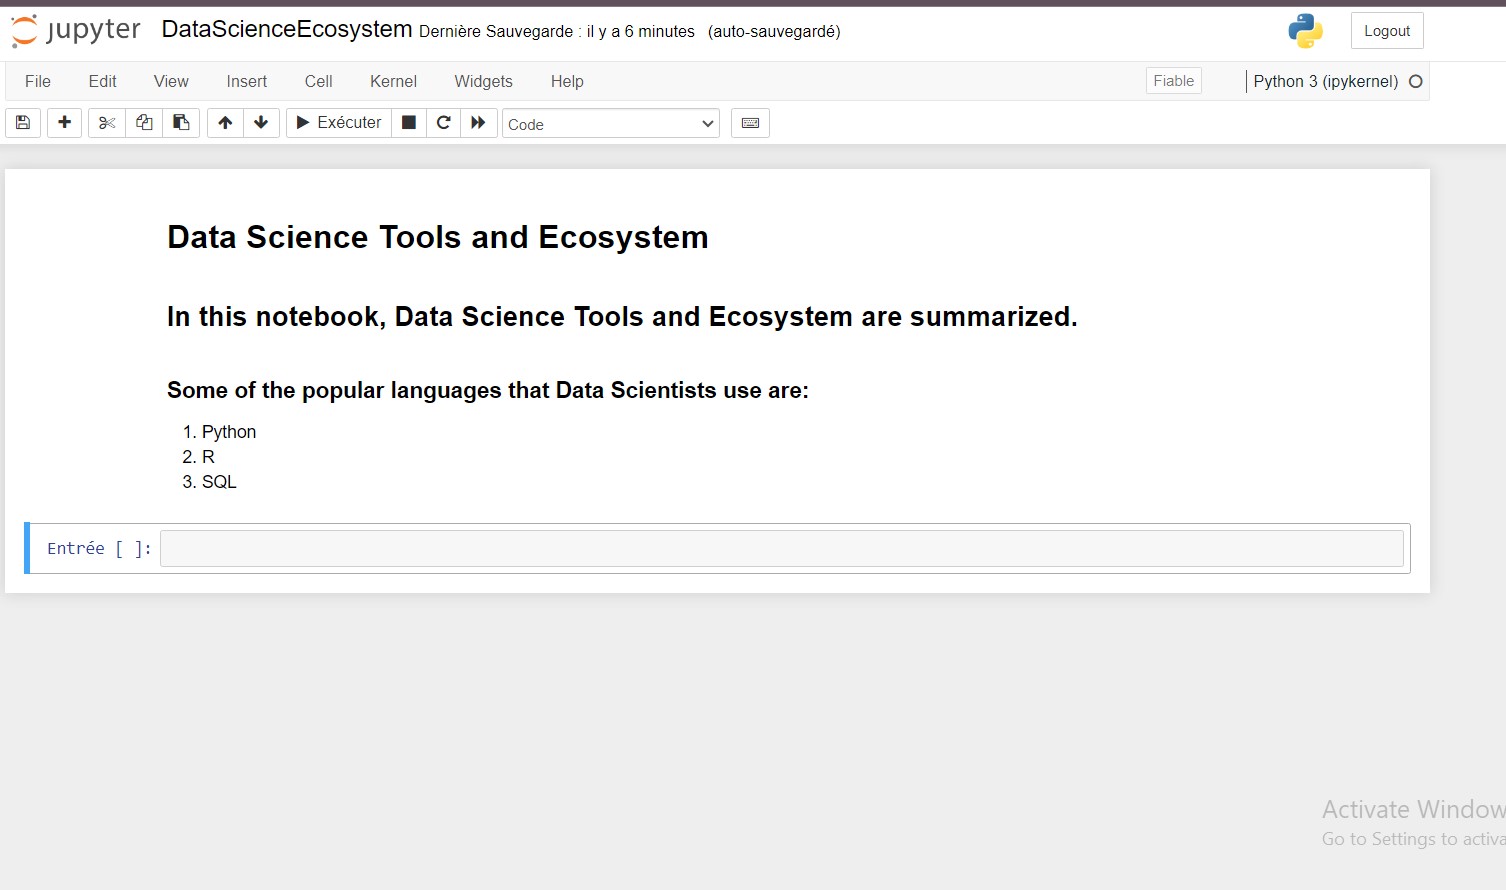 jupyter DataScienceEcosystem Dernière Sauvegarde : il y a 6 minutes (auto-sauvegardé) Logout
File Edit View Insert Cell Kernel Widgets Help Fiable Python 3 (ipykernel)
Exécuter Code
Data Science Tools and Ecosystem
In this notebook, Data Science Tools and Ecosystem are summarized.
Some of the popular languages that Data Scientists use are:
1. Python
2. R
3. SQL
Entrée [ ]:
Activate Window
Go to Settings to activa